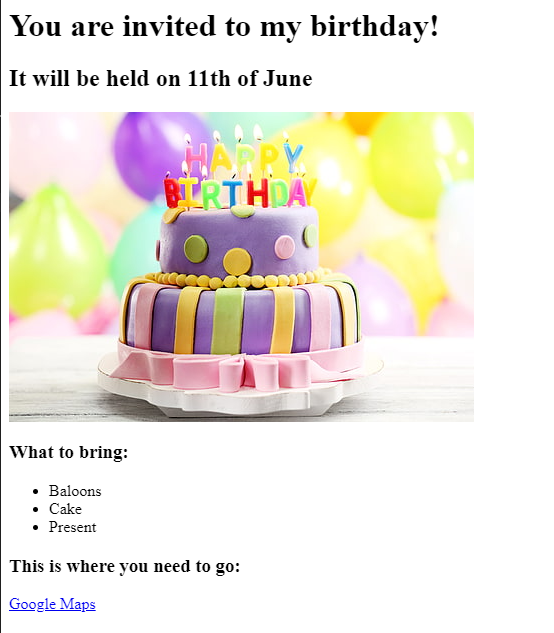 You are invited to my birthday!
It will be held on 11th of June
HAPPY
BIRTHDAY
What to bring:
Baloons
Cake
Present
This is where you need to go:
Google Maps